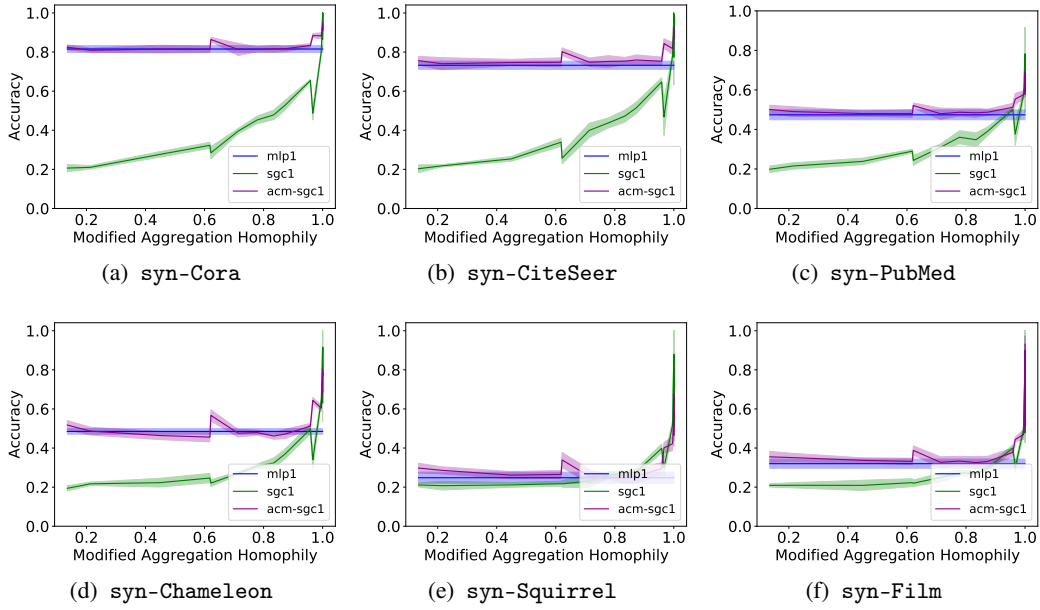 1.0
0.8
0.6
0.4
0.2
0.0
Accuracy
mlp1
sgc1
acm-sgc1
0.2 0.4 0.6 0.8 1.0
Modified Aggregation Homophily
(a) syn-Cora
1.0
0.8
0.6
0.4
0.2
0.0
Accuracy
mlp1
sgc1
acm-sgc1
0.2 0.4 0.6 0.8 1.0
Modified Aggregation Homophily
(b) syn-CiteSeer
1.0
0.8
0.6
0.4
0.2
0.0
Accuracy
mlp1
sgc1
acm-sgc1
0.2 0.4 0.6 0.8 1.0
Modified Aggregation Homophily
(c) syn-PubMed
1.0
0.8
0.6
0.4
0.2
0.0
Accuracy
mlp1
sgc1
acm-sgc1
0.2 0.4 0.6 0.8 1.0
Modified Aggregation Homophily
(d) syn-Chameleon
1.0
0.8
0.6
0.4
0.2
0.0
Accuracy
mlp1
sgc1
acm-sgc1
0.2 0.4 0.6 0.8 1.0
Modified Aggregation Homophily
(e) syn-Squirrel
1.0
0.8
0.6
0.4
0.2
0.0
Accuracy
mlp1
sgc1
acm-sgc1
0.2 0.4 0.6 0.8 1.0
Modified Aggregation Homophily
(f) syn-Film